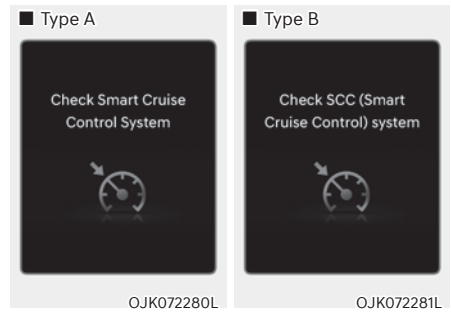 ■ Type A
Check Smart Cruise
Control System
OJK072280L
■ Type B
Check SCC (Smart
Cruise Control) system
OJK072281L